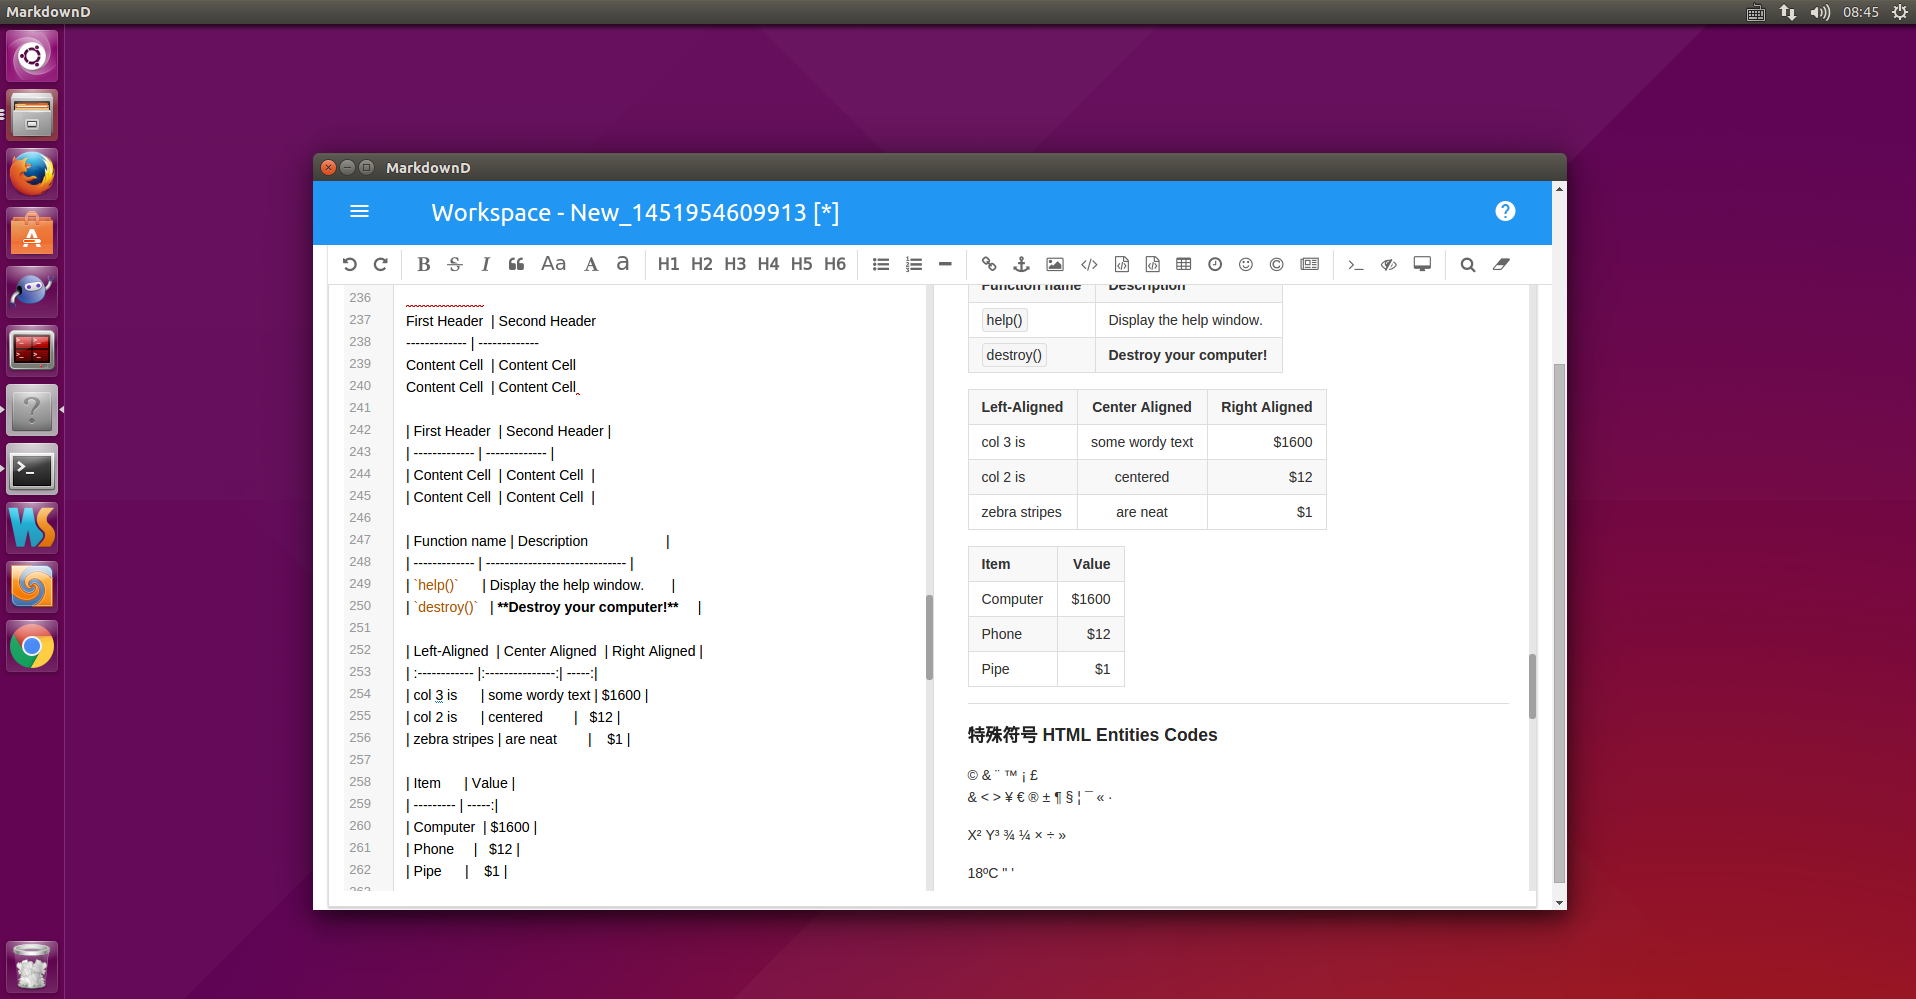 MarkdownD
08:45
MarkdownD
Workspace - New_1451954609913 [*]
B S I Aa A a H1 H2 H3 H4 H5 H6
236
237 First Header | Second Header
238 ------------- | -------------
239 Content Cell | Content Cell
240 Content Cell | Content Cell
241
242 | First Header | Second Header |
243 | ------------- | ------------- |
244 | Content Cell | Content Cell |
245 | Content Cell | Content Cell |
246
247 | Function name | Description |
248 | ------------- | ------------------------------ |
249 | `help()` | Display the help window. |
250 | `destroy()` | **Destroy your computer!** |
251
252 | Left-Aligned | Center Aligned | Right Aligned |
253 | :------------ |:---------------:| -----:|
254 | col 3 is | some wordy text | $1600 |
255 | col 2 is | centered | $12 |
256 | zebra stripes | are neat | $1 |
257
258 | Item | Value |
259 | --------- | -----:|
260 | Computer | $1600 |
261 | Phone | $12 |
262 | Pipe | $1 |
263
Function name Description
help() Display the help window.
destroy() Destroy your computer!
Left-Aligned Center Aligned Right Aligned
col 3 is some wordy text $1600
col 2 is centered $12
zebra stripes are neat $1
Item Value
Computer $1600
Phone $12
Pipe $1
特殊符号 HTML Entities Codes
© & ¨ ™ ¡ £
& < > ¥ € ® ± ¶ § ¦ ¯ « ·
X² Y³ ¾ ¼ × ÷ »
18ºC " '